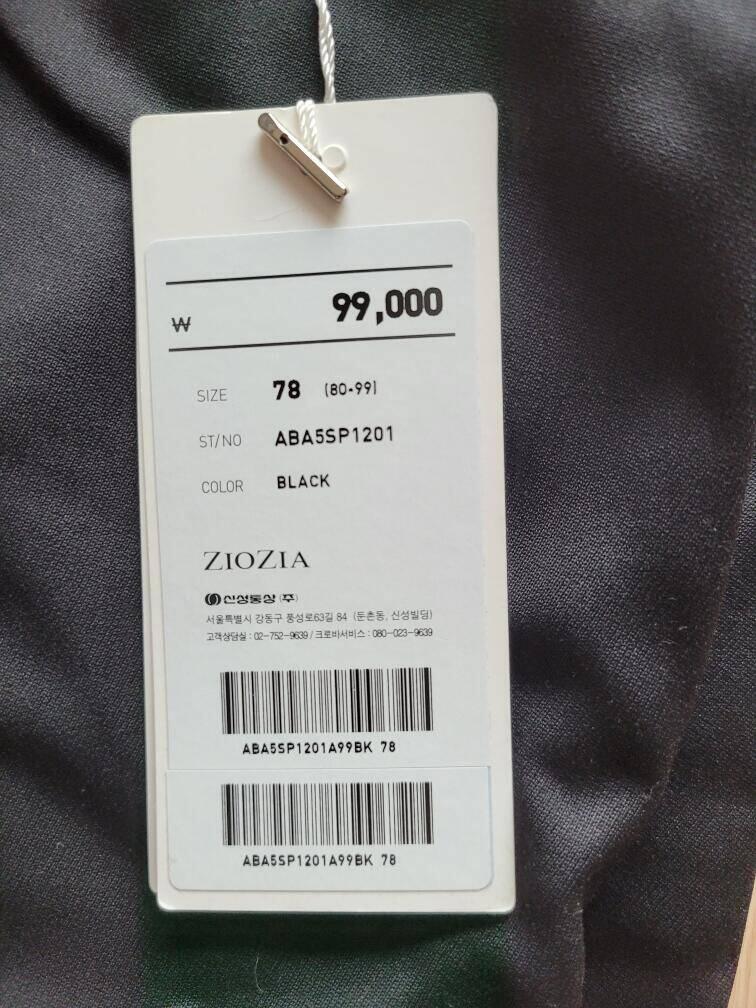 99,000
₩
SIZE 78 (80-99)
ST/NO ABA5SP1201
COLOR BLACK
ZIOZIA
신성통상 (주)
서울특별시 강동구 풍성로63길 84 (둔촌동, 신성빌딩)
고객상담실 : 02-752-9639 / 크로바서비스 : 080-023-9639
ABA5SP1201A99BK 78
ABA5SP1201A99BK 78